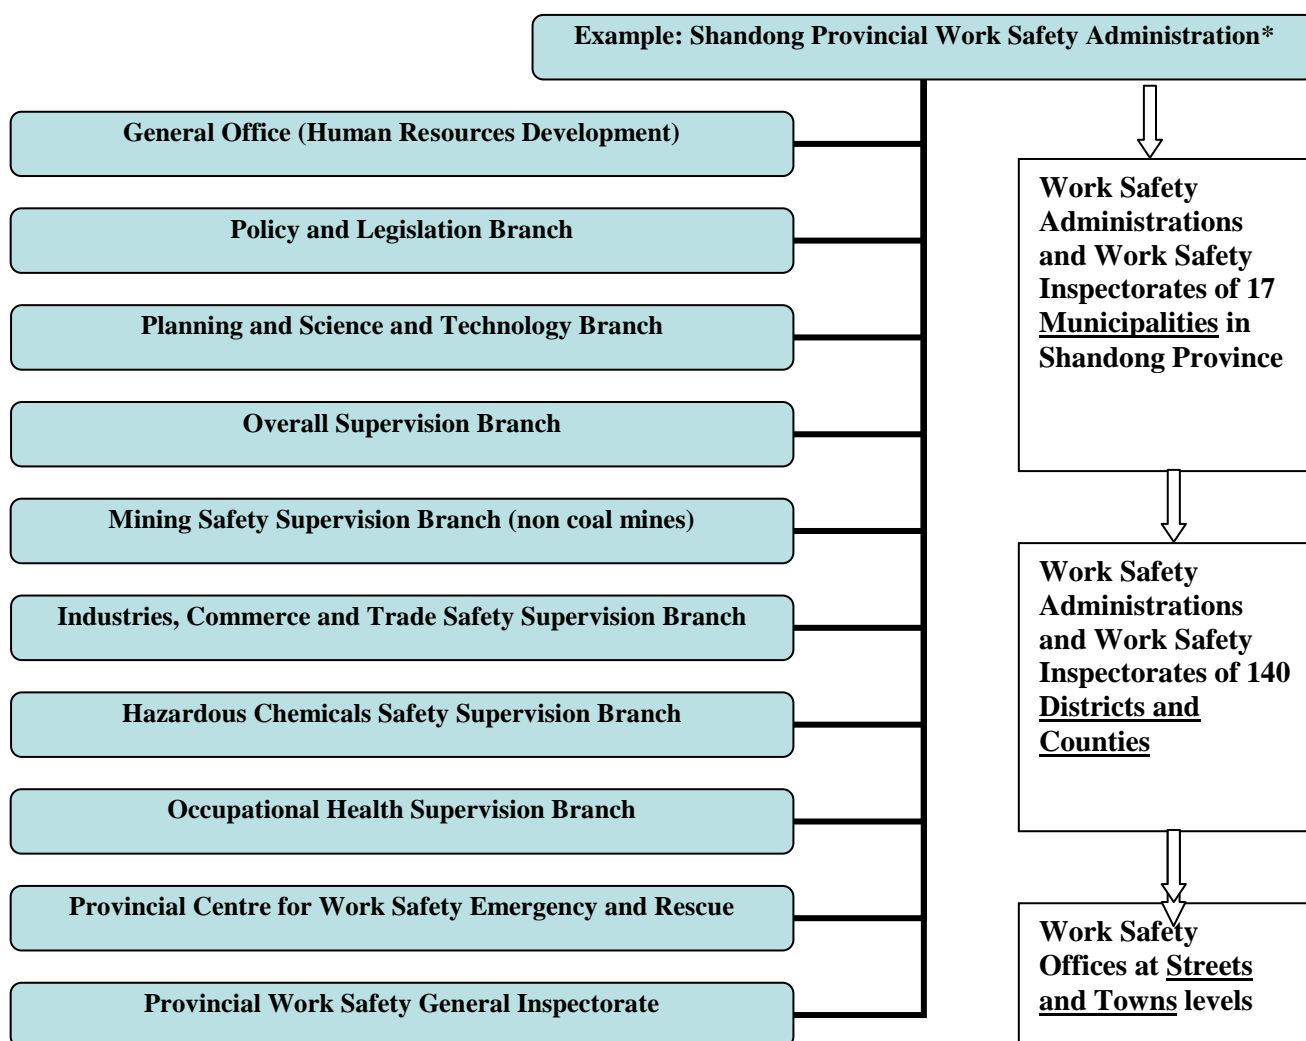 Example: Shandong Provincial Work Safety Administration*
General Office (Human Resources Development)
Policy and Legislation Branch
Planning and Science and Technology Branch
Overall Supervision Branch
Mining Safety Supervision Branch (non coal mines)
Industries, Commerce and Trade Safety Supervision Branch
Hazardous Chemicals Safety Supervision Branch
Occupational Health Supervision Branch
Provincial Centre for Work Safety Emergency and Rescue
Provincial Work Safety General Inspectorate
Work Safety
Administrations
and Work Safety
Inspectorates of 17
Municipalities in
Shandong Province
Work Safety
Administrations
and Work Safety
Inspectorates of 140
Districts and
Counties
Work Safety
Offices at Streets
and Towns levels